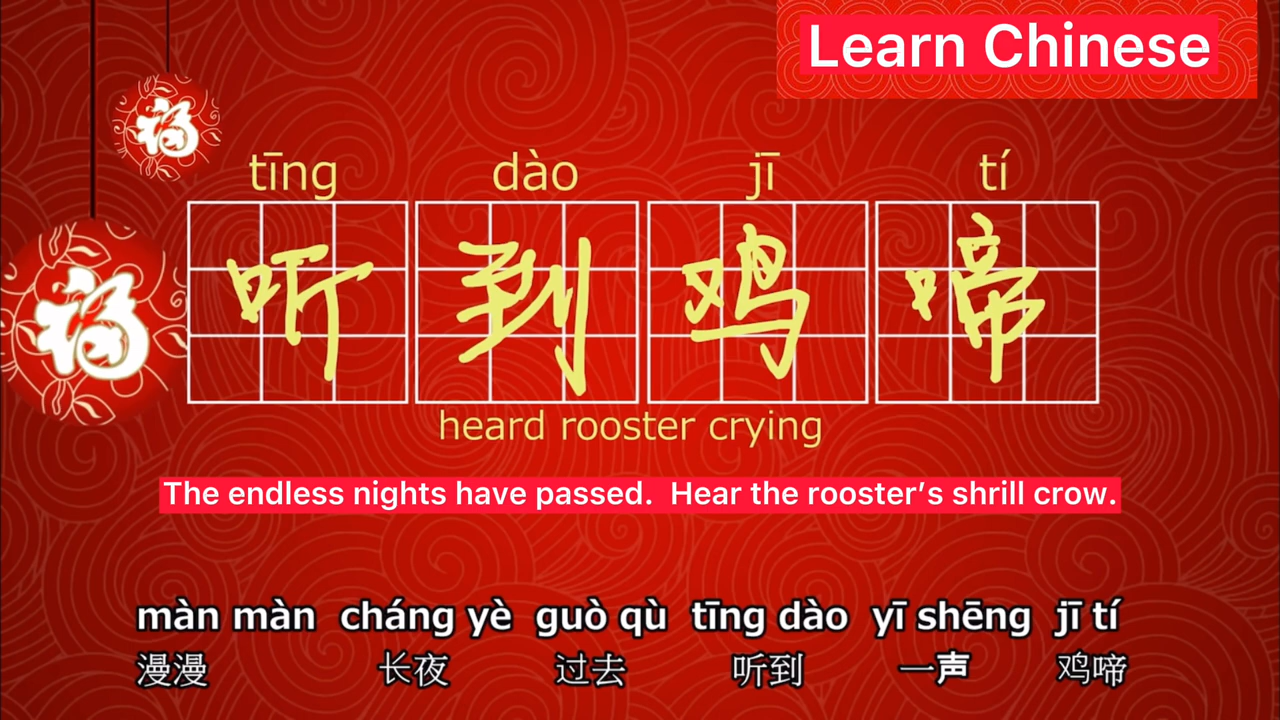 Learn Chinese
福
tīng dào jī tí
听到鸡啼
福
heard rooster crying
The endless nights have passed. Hear the rooster's shrill crow.
màn màn cháng yè guò qù tīng dào yī shēng jī tí
漫漫 长夜 过去 听到 一声 鸡啼